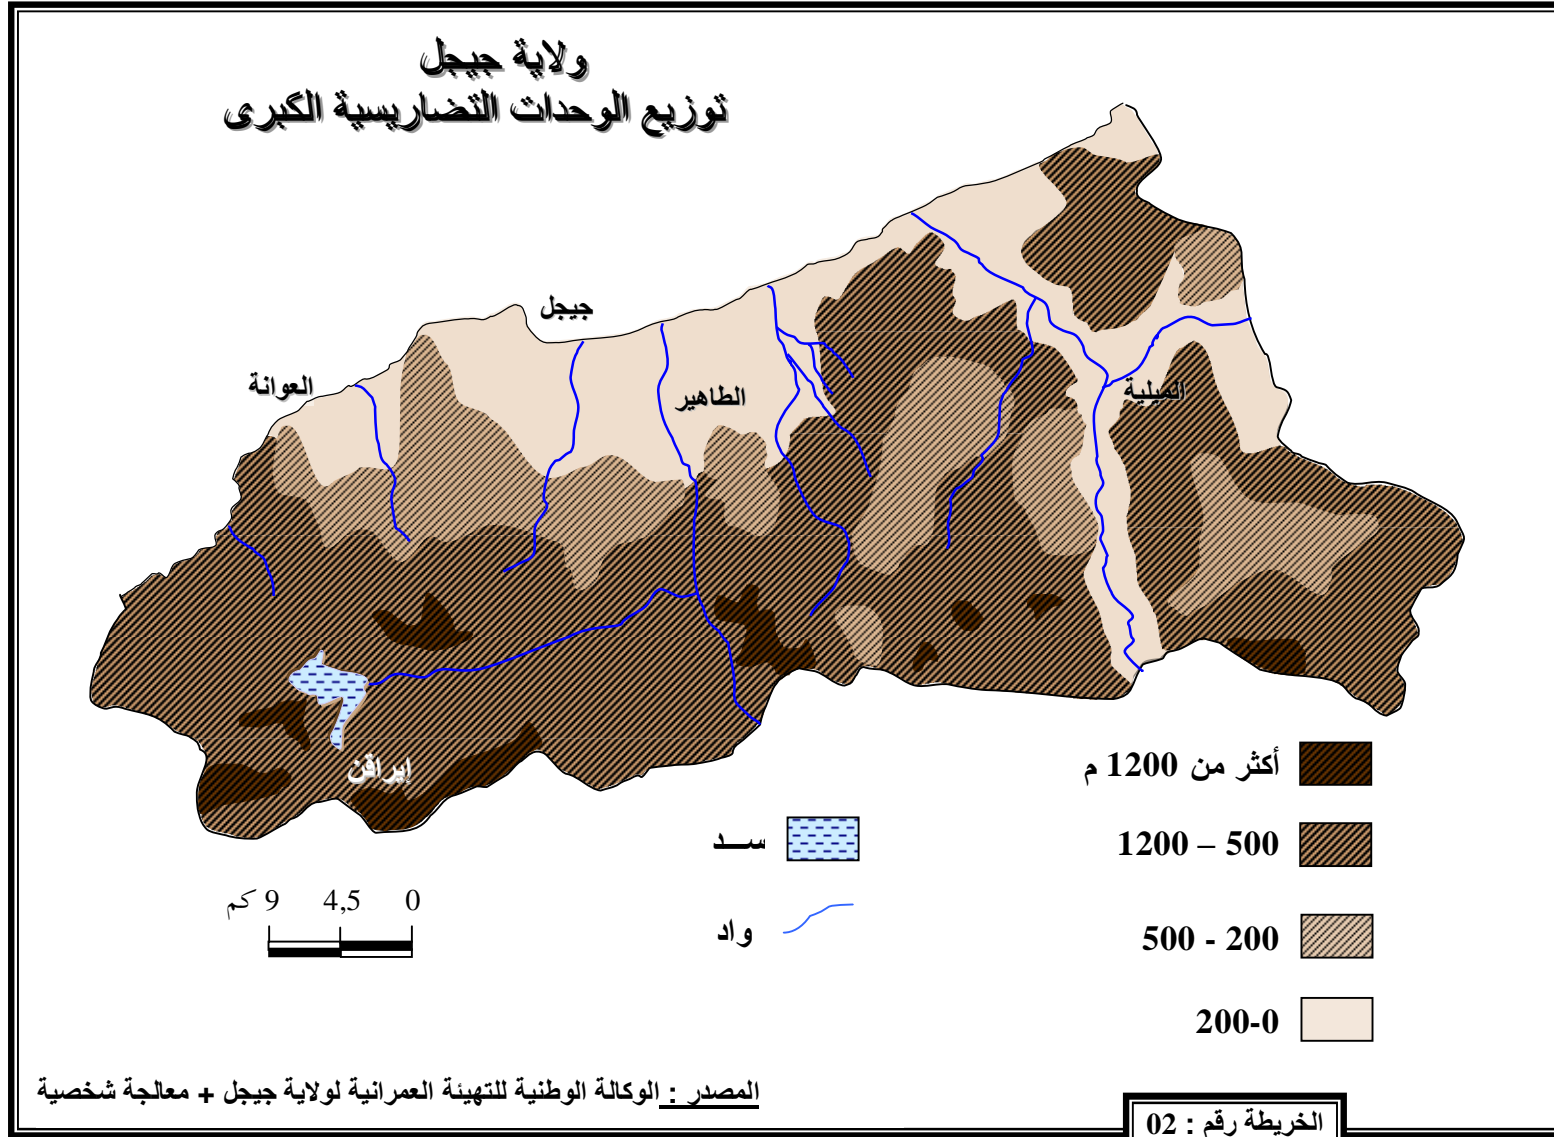 ولاية جيجل
توزيع الوحدات التضاريسية الكبرى
جيجل
العوانة
الطاهير
الميلية
إيراقن
أكثر من 1200 م
500 – 1200
200 - 500
0-200
ســـد
واد
0 4,5 9 كم
المصدر : الوكالة الوطنية للتهيئة العمرانية لولاية جيجل + معالجة شخصية
الخريطة رقم : 02